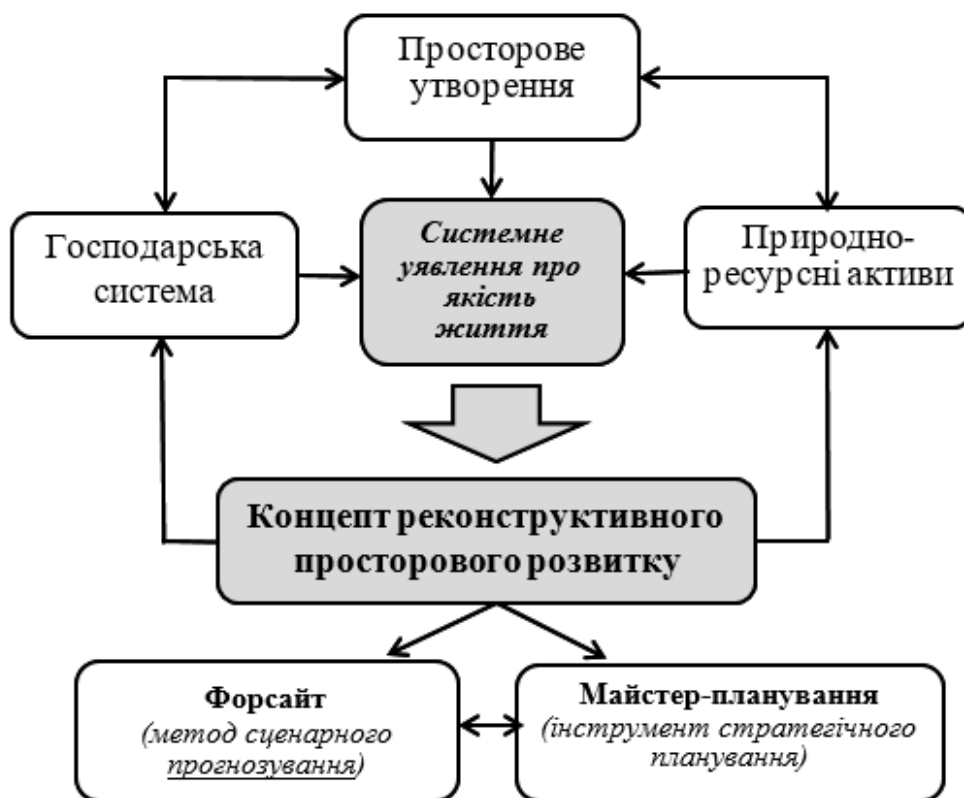 Просторове
утворення
Господарська
система
Системне
уявлення про
якість
життя
Природно-
ресурсні активи
Концепт реконструктивного
просторового розвитку
Форсайт
(метод сценарного
прогнозування)
Майстер-планування
(інструмент стратегічного
планування)